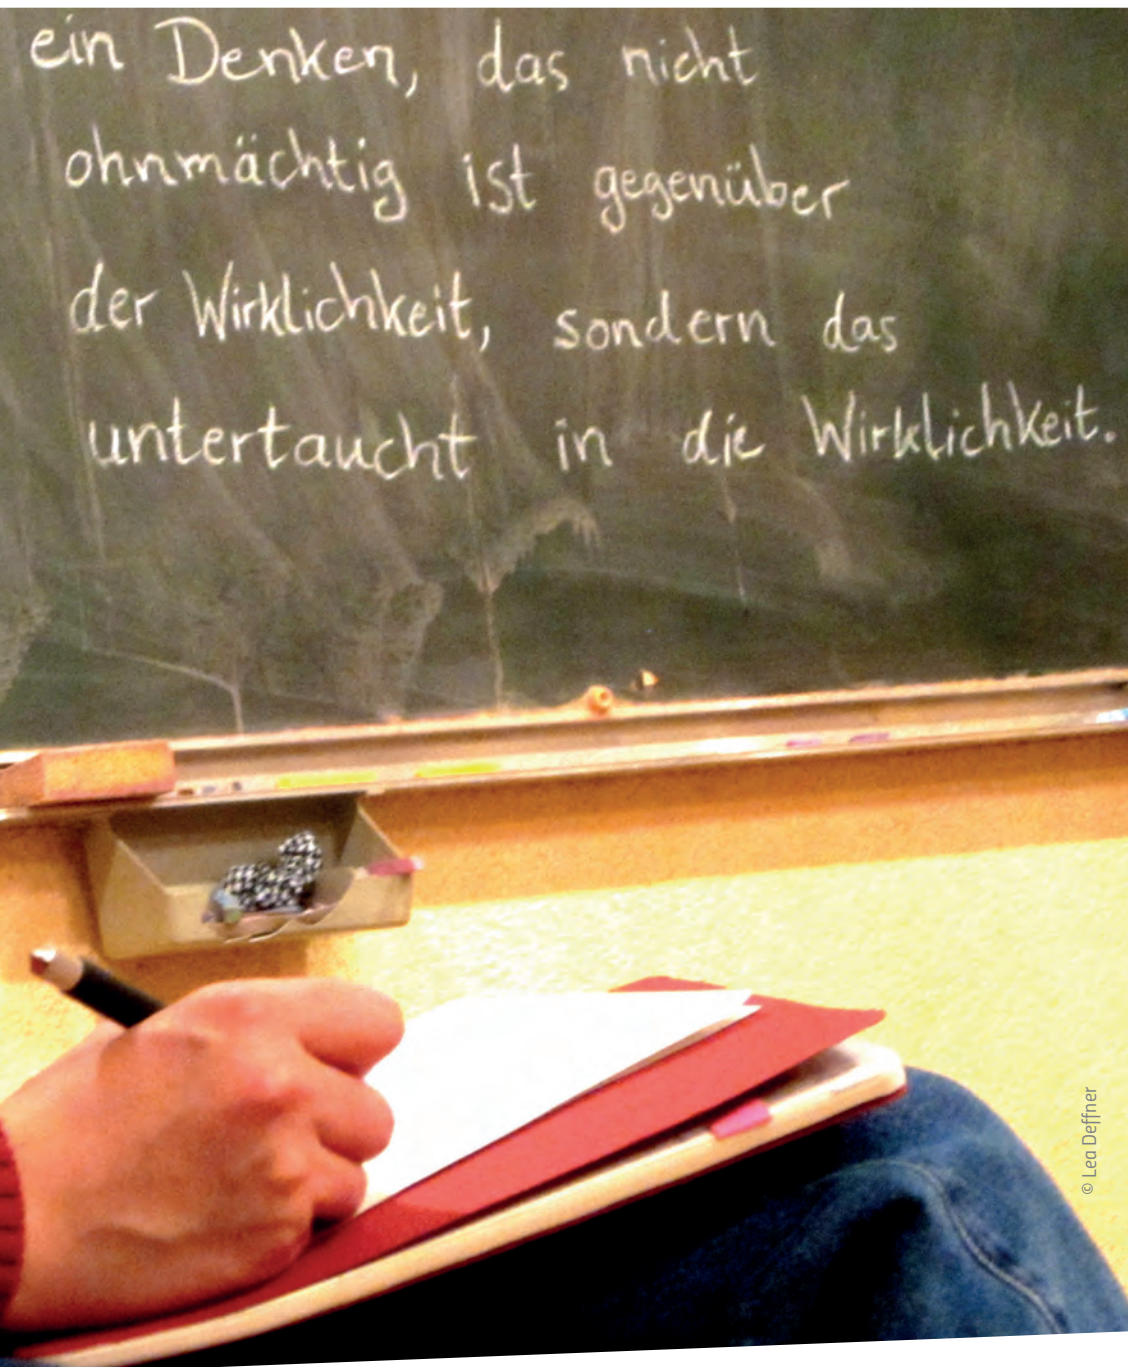 ein Denken, das nicht
ohnmächtig ist gegenüber
der Wirklichkeit, sondern das
untertaucht in die Wirklichkeit.
© Lea Deffner